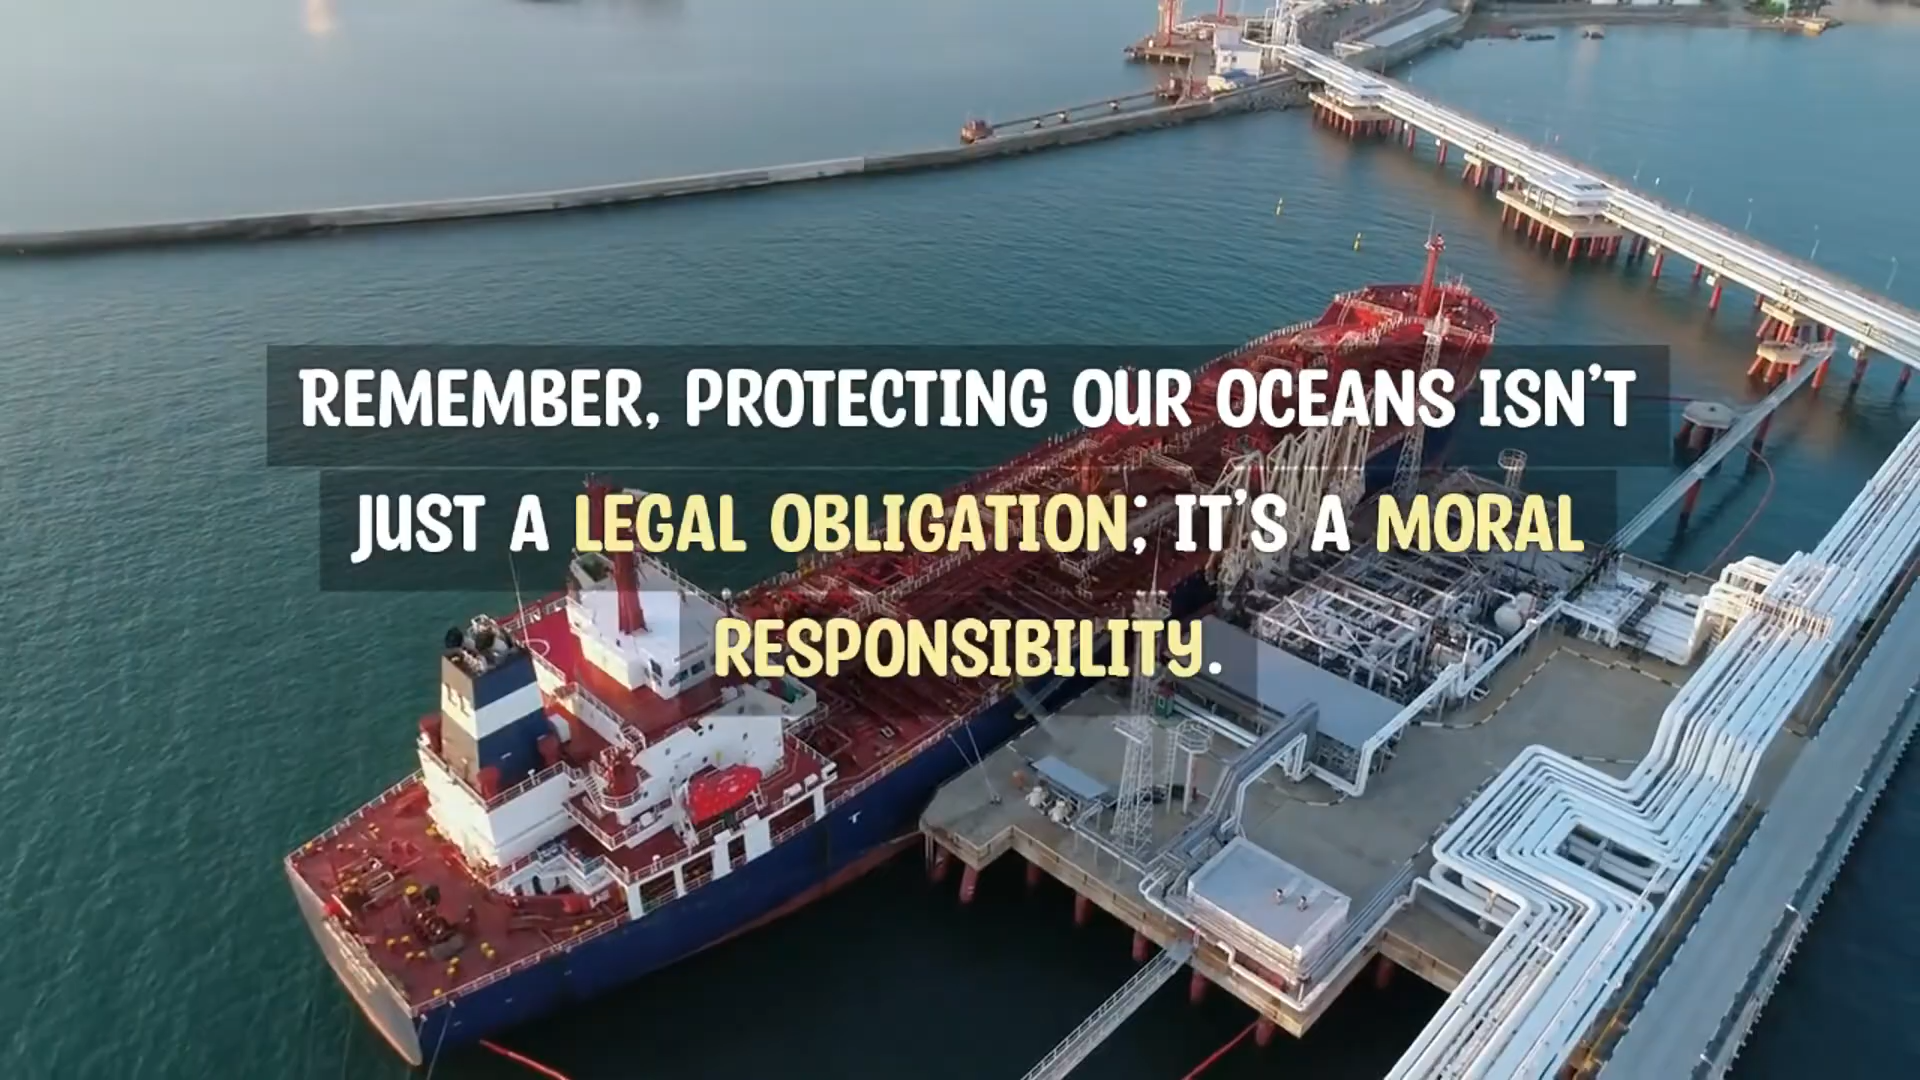 REMEMBER, PROTECTING OUR OCEANS ISN'T
JUST A LEGAL OBLIGATION; IT'S A MORAL
RESPONSIBILITY.